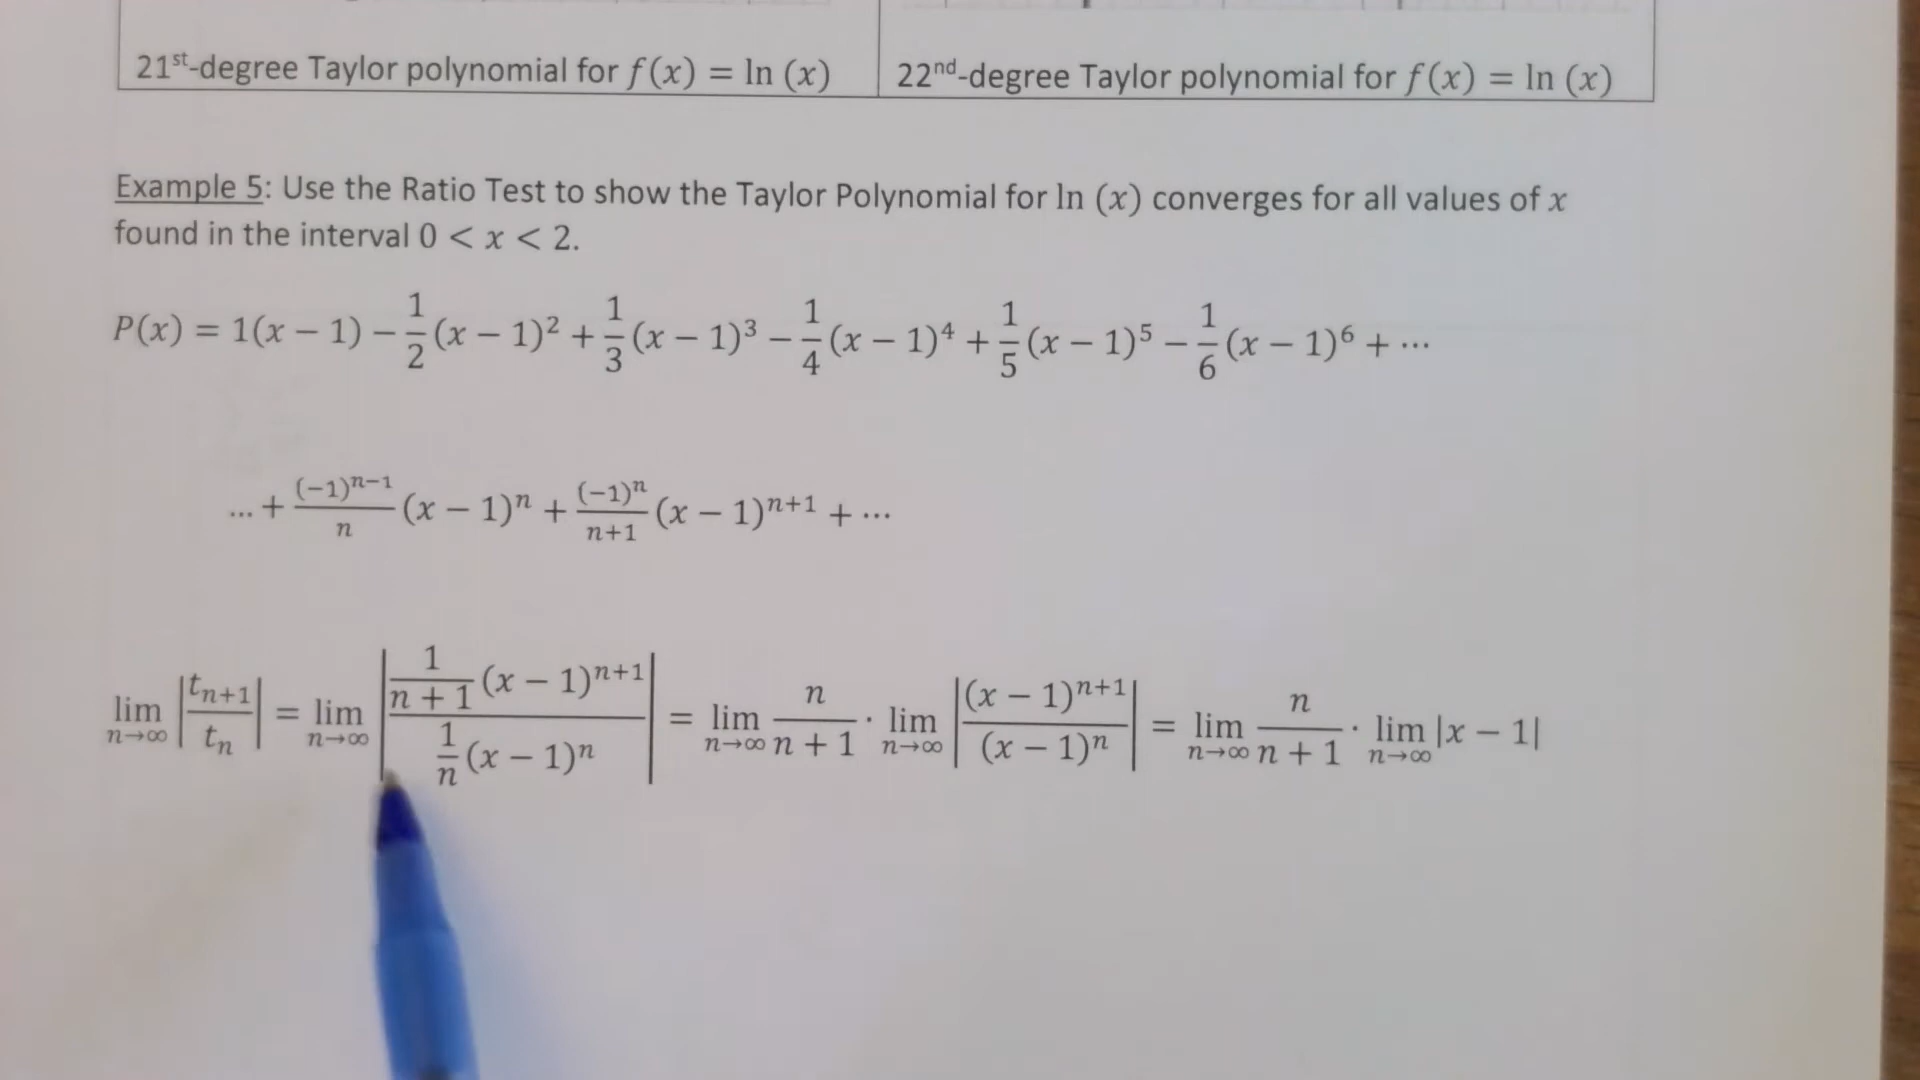 21st-degree Taylor polynomial for f(x) = ln (x)
22nd-degree Taylor polynomial for f(x) = ln (x)
Example 5: Use the Ratio Test to show the Taylor Polynomial for ln (x) converges for all values of x
found in the interval 0 < x < 2.
P(x) = 1(x − 1) − 1/2 (x − 1)² + 1/3 (x − 1)³ − 1/4 (x − 1)⁴ + 1/5 (x − 1)⁵ − 1/6 (x − 1)⁶ + ⋯
… + (−1)^{n−1}/n (x − 1)^n + (−1)^n/(n+1) (x − 1)^{n+1} + ⋯
lim_{n→∞} |t_{n+1}/t_n| = lim_{n→∞} |(1/(n + 1) (x − 1)^{n+1})/(1/n (x − 1)^n)| = lim_{n→∞} n/(n + 1) · lim_{n→∞} |(x − 1)^{n+1}/(x − 1)^n| = lim_{n→∞} n/(n + 1) · lim_{n→∞} |x − 1|